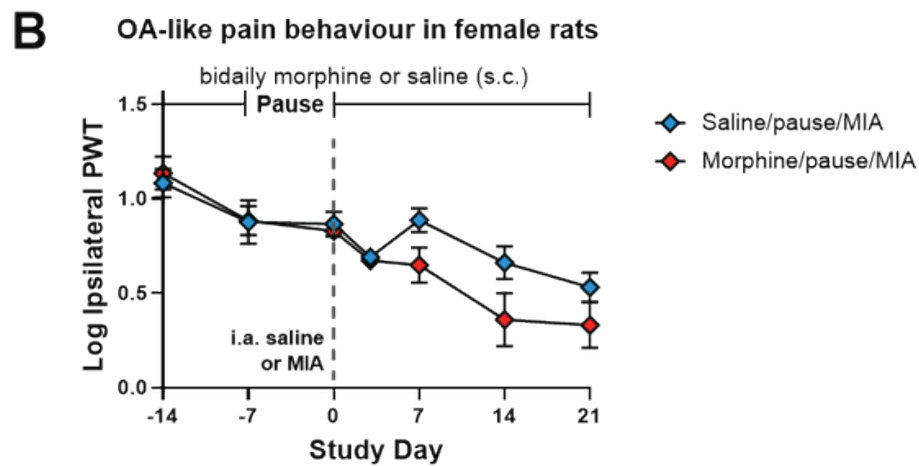 B
OA-like pain behaviour in female rats
bidaily morphine or saline (s.c.)
Pause
Saline/pause/MIA
Morphine/pause/MIA
Log Ipsilateral PWT
1.5
1.0
0.5
0.0
i.a. saline
or MIA
-14 -7 0 7 14 21
Study Day